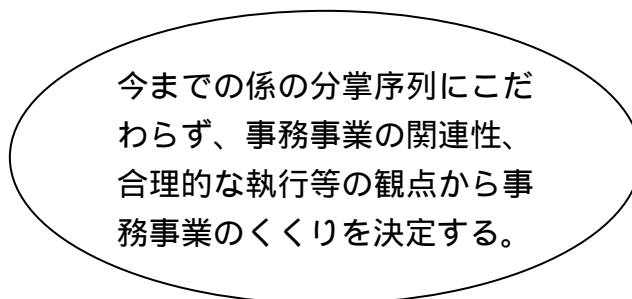 今までの係の分掌序列にこだ
わらず、事務事業の関連性、
合理的な執行等の観点から事
務事業のくくりを決定する。